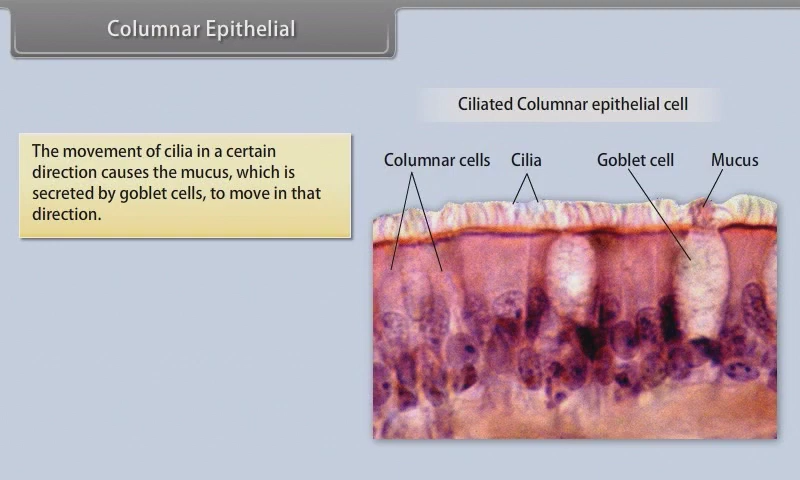 Columnar Epithelial
Ciliated Columnar epithelial cell
The movement of cilia in a certain
direction causes the mucus, which is
secreted by goblet cells, to move in that
direction.
Columnar cells Cilia Goblet cell Mucus